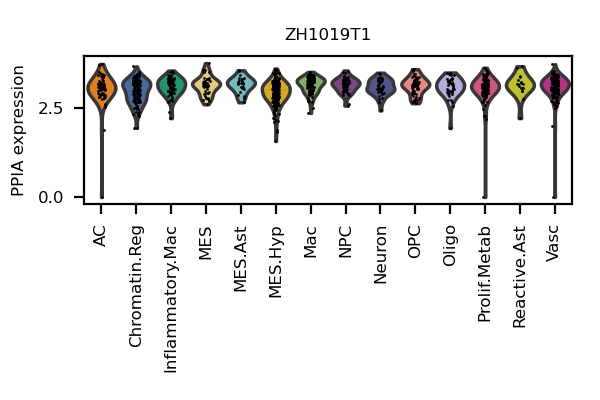 ZH1019T1
PPIA expression
2.5
0.0
AC
Chromatin.Reg
Inflammatory.Mac
MES
MES.Ast
MES.Hyp
Mac
NPC
Neuron
OPC
Oligo
Prolif.Metab
Reactive.Ast
Vasc